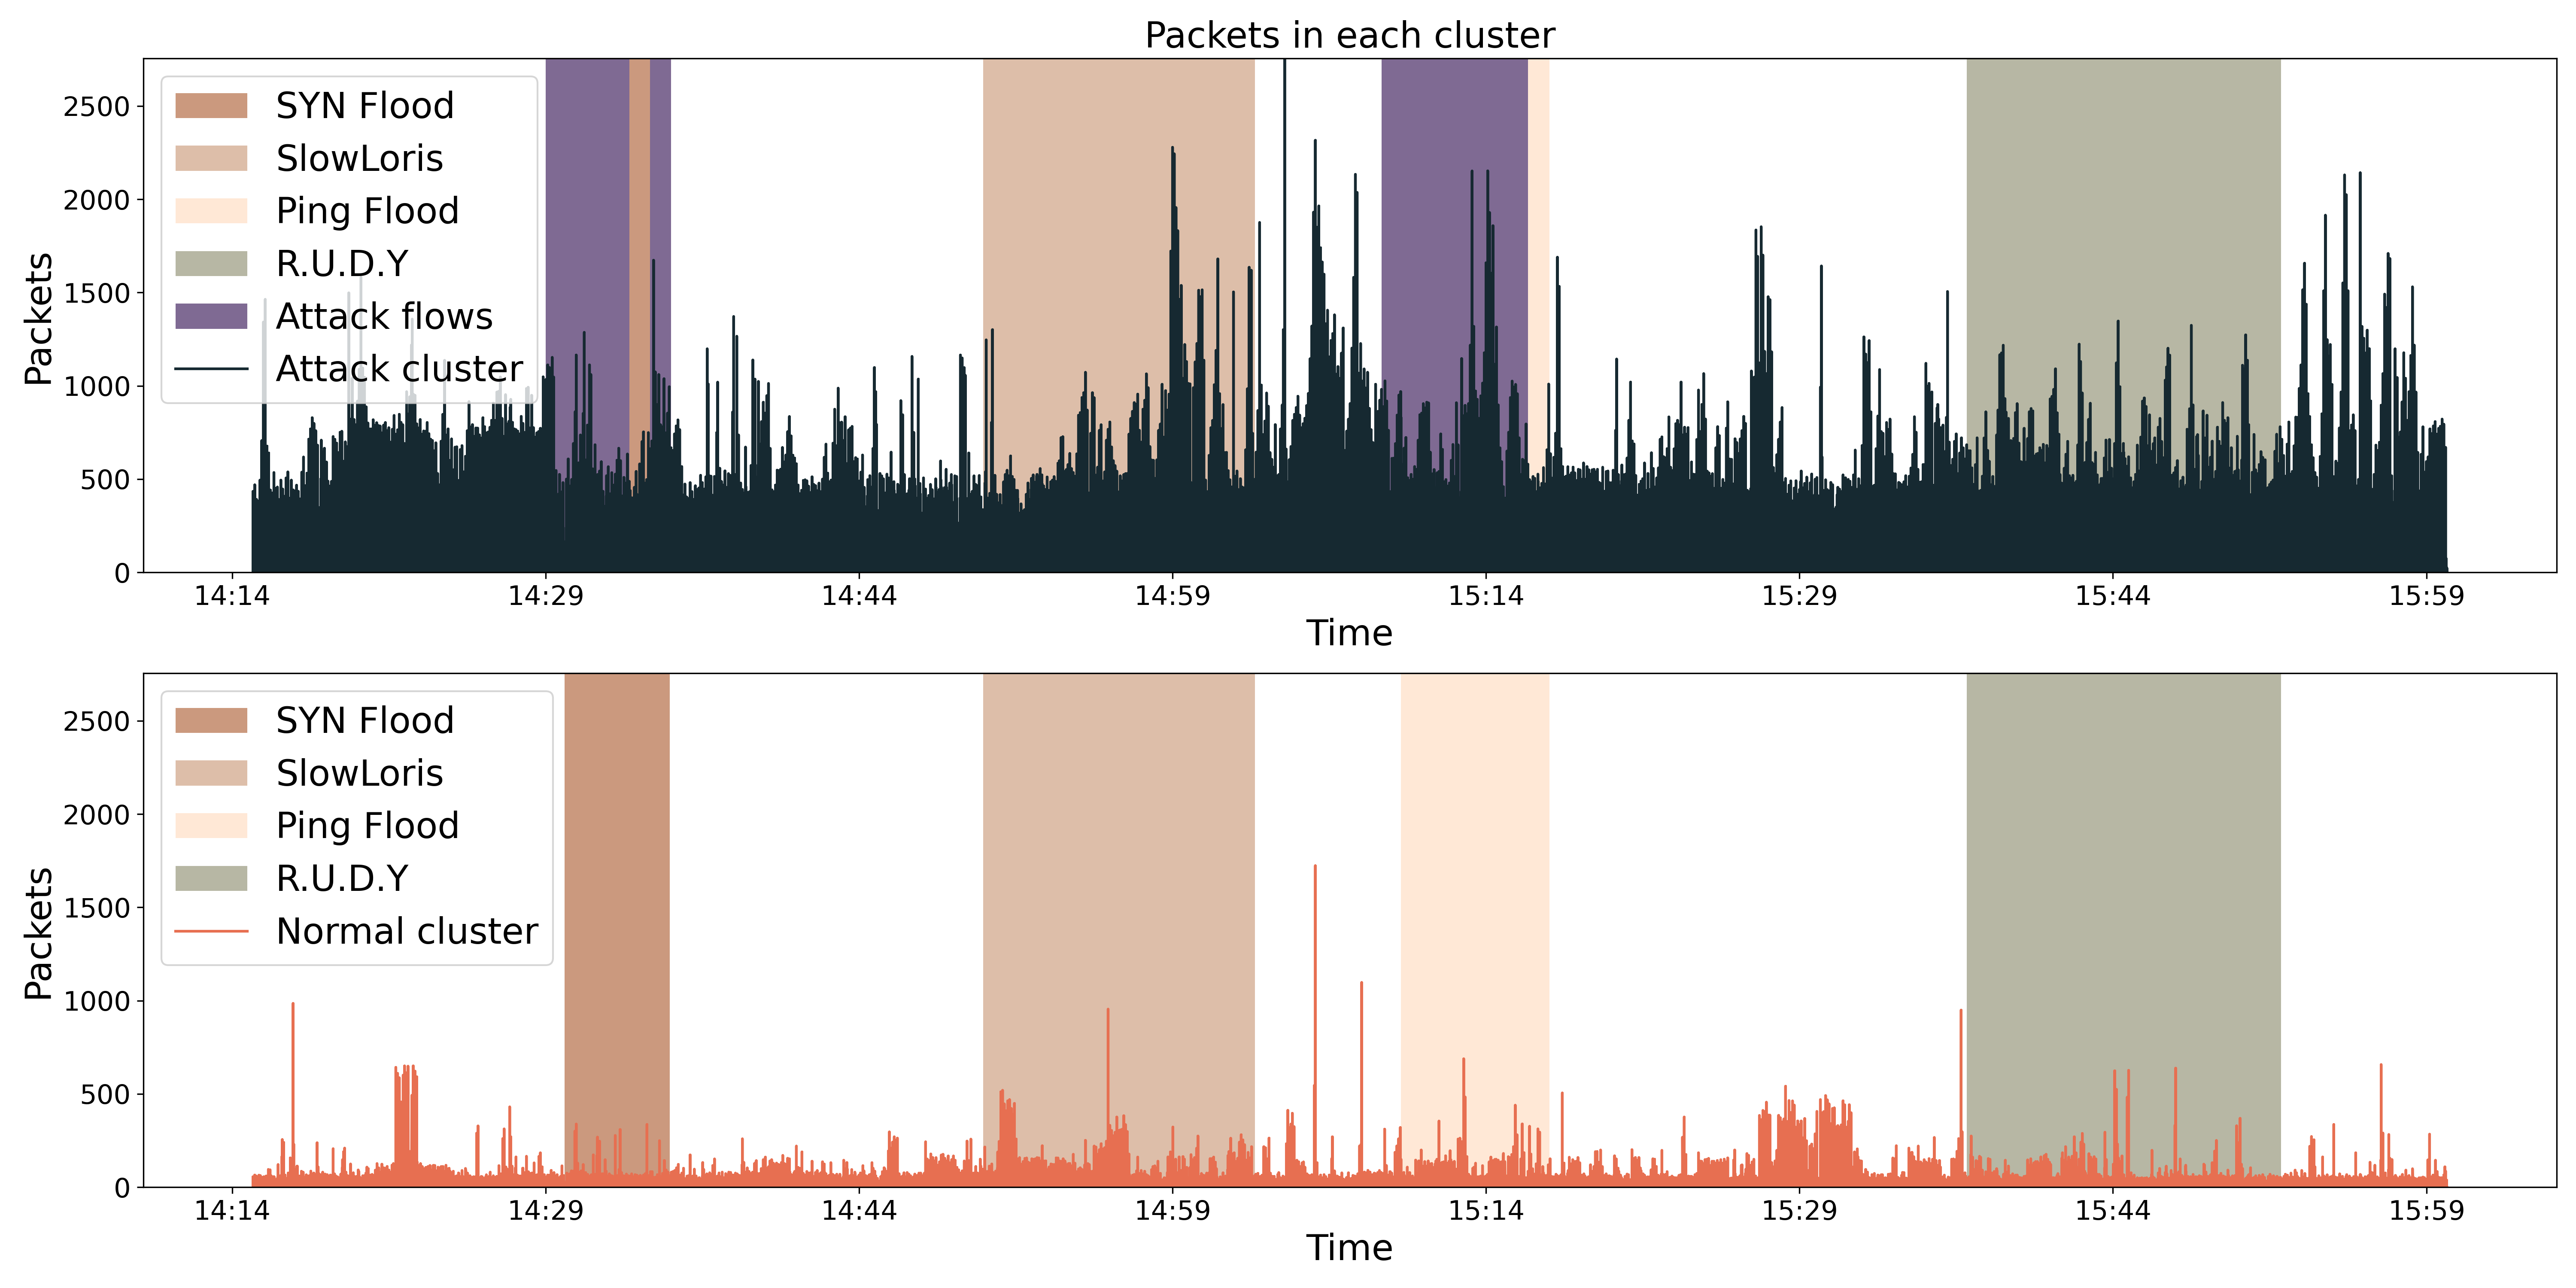 Packets in each cluster
SYN Flood
SlowLoris
Ping Flood
R.U.D.Y
Attack flows
Attack cluster
Packets
2500
2000
1500
1000
500
0
14:14 14:29 14:44 14:59 15:14 15:29 15:44 15:59
Time
SYN Flood
SlowLoris
Ping Flood
R.U.D.Y
Normal cluster
Packets
2500
2000
1500
1000
500
0
14:14 14:29 14:44 14:59 15:14 15:29 15:44 15:59
Time